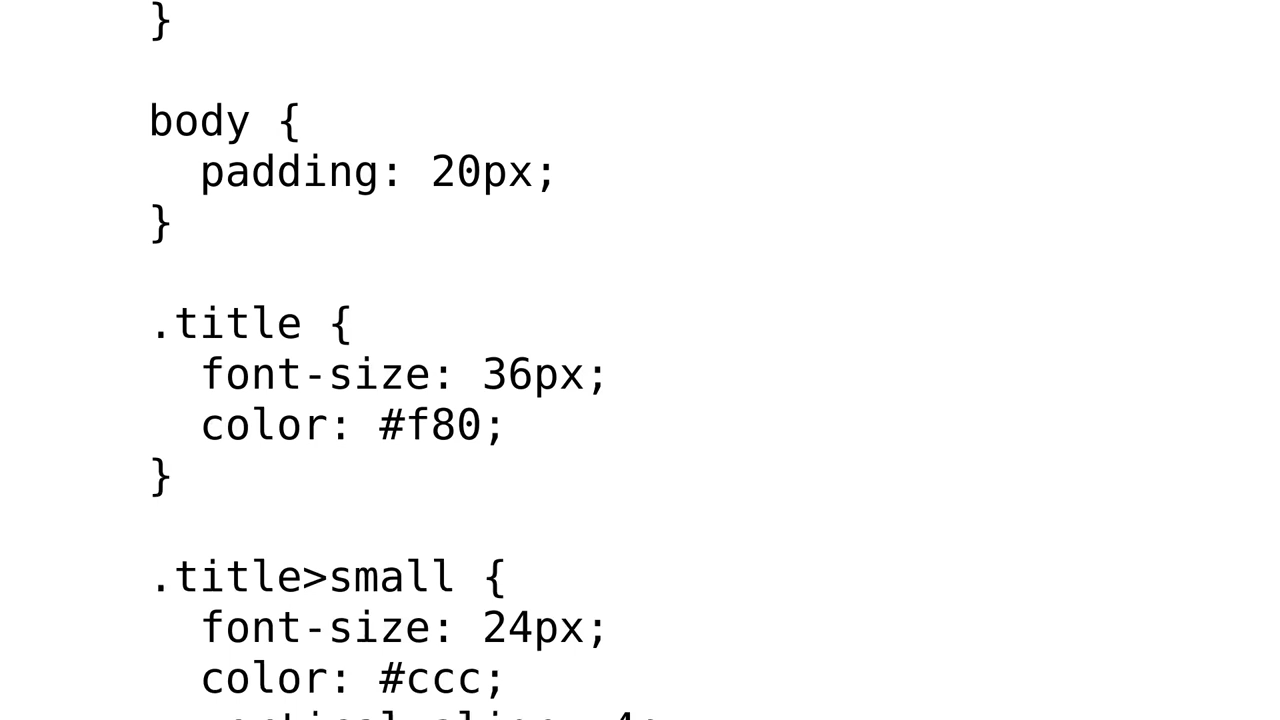 }

body {
  padding: 20px;
}

.title {
  font-size: 36px;
  color: #f80;
}

.title>small {
  font-size: 24px;
  color: #ccc;